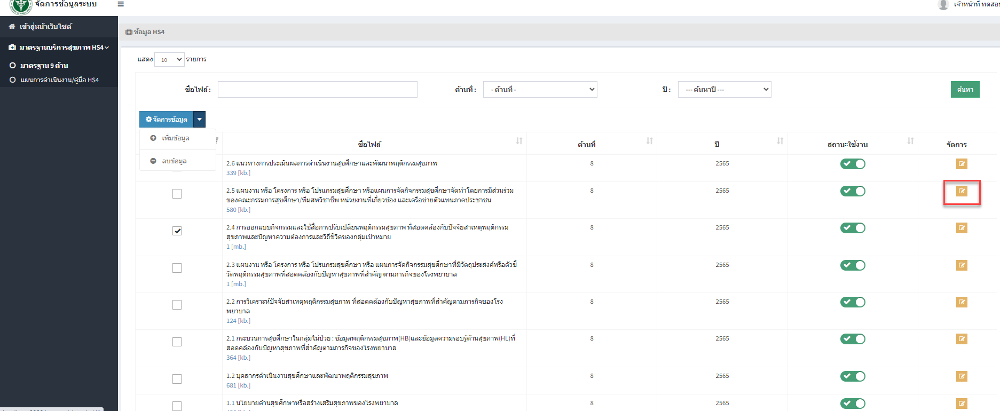 จัดการข้อมูลระบบ
เจ้าหน้าที่ ทดสอบ
เข้าสู่หน้าเว็บไซต์
มาตรฐานบริการสุขภาพ HS4
มาตรฐาน 9 ด้าน
แผนการดำเนินงาน/คู่มือ HS4
ข้อมูล HS4
แสดง 10 รายการ
ชื่อไฟล์ : ด้านที่ : - ด้านที่ - ปี : --- ค้นหาปี --- ค้นหา
จัดการข้อมูล
เพิ่มข้อมูล
ลบข้อมูล
ชื่อไฟล์ ด้านที่ ปี สถานะใช้งาน จัดการ
2.6 แนวทางการประเมินผลการดำเนินงานสุขศึกษาและพัฒนาพฤติกรรมสุขภาพ 8 2565
339 [kb.]
2.5 แผนงาน หรือ โครงการ หรือ โปรแกรมสุขศึกษา หรือแผนการจัดกิจกรรมสุขศึกษาจัดทำโดยการมีส่วนร่วม 8 2565
ของคณะกรรมการสุขศึกษา/ทีมสหวิชาชีพ หน่วยงานที่เกี่ยวข้อง และเครือข่ายตัวแทนภาคประชาชน
580 [kb.]
2.4 การออกแบบกิจกรรมและใช้สื่อการปรับเปลี่ยนพฤติกรรมสุขภาพ ที่สอดคล้องกับปัจจัยสาเหตุพฤติกรรม 8 2565
สุขภาพและปัญหาความต้องการและวิถีชีวิตของกลุ่มเป้าหมาย
1 [mb.]
2.3 แผนงาน หรือ โครงการ หรือ โปรแกรมสุขศึกษา หรือ แผนการจัดกิจกรรมสุขศึกษาที่มีวัตถุประสงค์หรือตัวชี้ 8 2565
วัดพฤติกรรมสุขภาพที่สอดคล้องกับปัญหาสุขภาพที่สำคัญ ตามภารกิจของโรงพยาบาล
1 [mb.]
2.2 การวิเคราะห์ปัจจัยสาเหตุพฤติกรรมสุขภาพ ที่สอดคล้องกับปัญหาสุขภาพที่สำคัญตามภารกิจของโรง 8 2565
พยาบาล
124 [kb.]
2.1 กระบวนการสุขศึกษาในกลุ่มไม่ป่วย : ข้อมูลพฤติกรรมสุขภาพ(HB)และข้อมูลความรอบรู้ด้านสุขภาพ(HL)ที่ 8 2565
สอดคล้องกับปัญหาสุขภาพที่สำคัญตามภารกิจของโรงพยาบาล
364 [kb.]
1.2 บุคลากรดำเนินงานสุขศึกษาและพัฒนาพฤติกรรมสุขภาพ 8 2565
681 [kb.]
1.1 นโยบายด้านสุขศึกษาหรือสร้างเสริมสุขภาพของโรงพยาบาล 8 2565